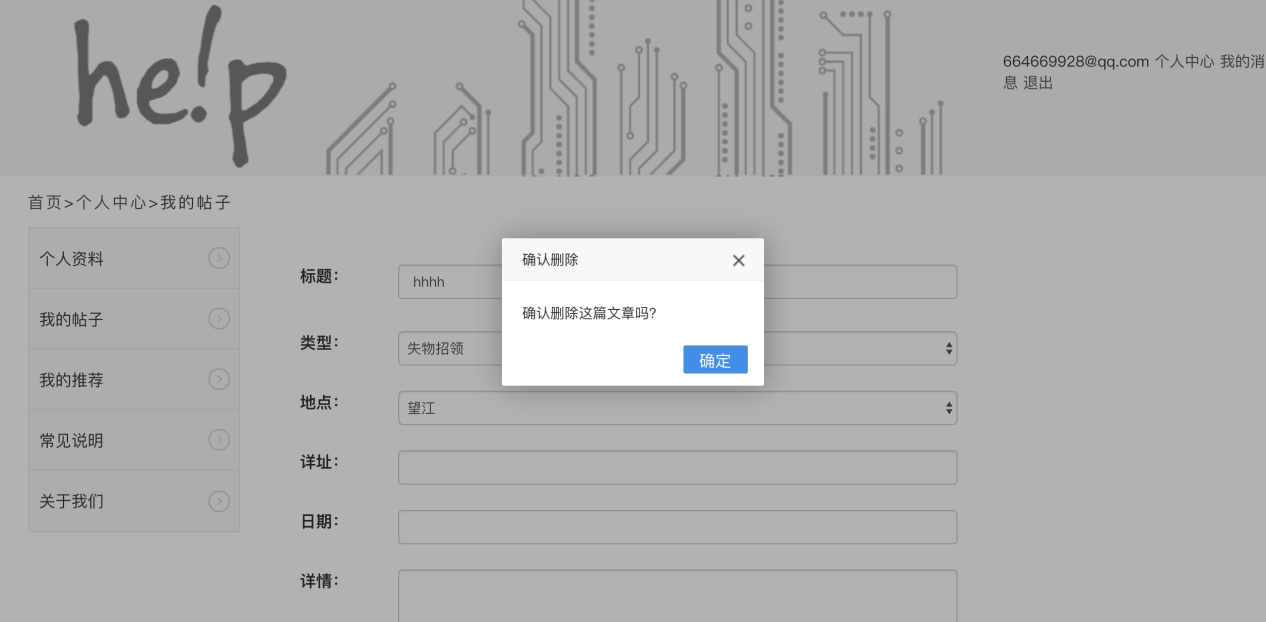 he!p
664669928@qq.com 个人中心 我的消
息 退出
首页>个人中心>我的帖子
个人资料
我的帖子
我的推荐
常见说明
关于我们
确认删除
确认删除这篇文章吗?
确定
标题:
hhhh
类型:
失物招领
地点:
望江
详址:
日期:
详情: